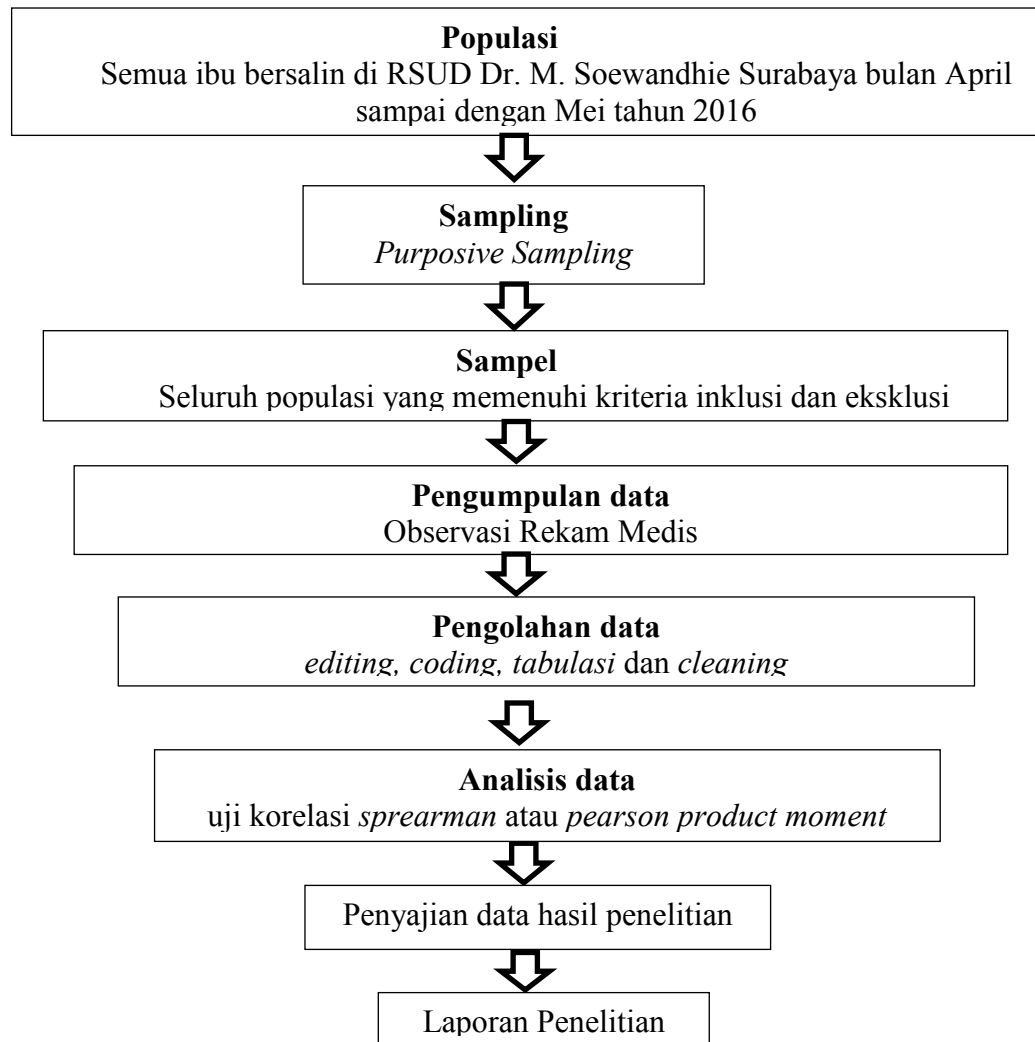 Populasi
Semua ibu bersalin di RSUD Dr. M. Soewandhie Surabaya bulan April
sampai dengan Mei tahun 2016
Sampling
Purposive Sampling
Sampel
Seluruh populasi yang memenuhi kriteria inklusi dan eksklusi
Pengumpulan data
Observasi Rekam Medis
Pengolahan data
editing, coding, tabulasi dan cleaning
Analisis data
uji korelasi sprearman atau pearson product moment
Penyajian data hasil penelitian
Laporan Penelitian